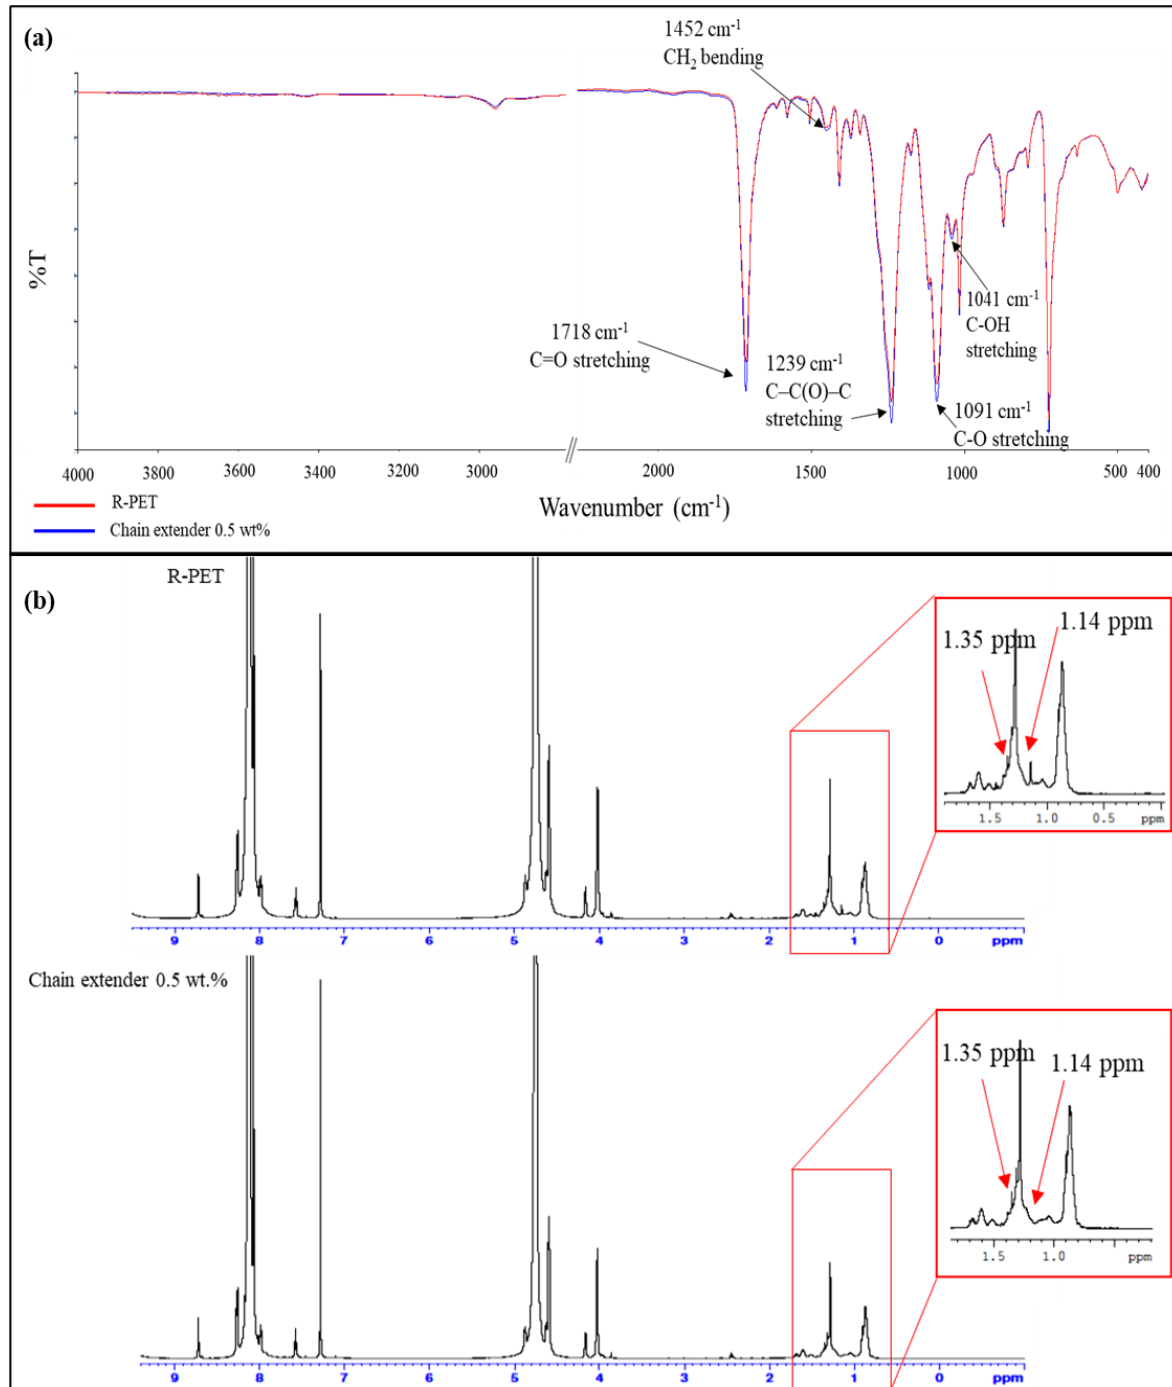 (a)
1452 cm⁻¹
CH₂ bending
%T
1718 cm⁻¹
C=O stretching
1239 cm⁻¹
C–C(O)–C
stretching
1041 cm⁻¹
C-OH
stretching
1091 cm⁻¹
C-O stretching
4000 3800 3600 3400 3200 3000 2000 1500 1000 500 400
Wavenumber (cm⁻¹)
R-PET
Chain extender 0.5 wt%
(b)
R-PET
1.35 ppm
1.14 ppm
1.5 1.0 0.5 ppm
9 8 7 6 5 4 3 2 1 0 ppm
Chain extender 0.5 wt.%
1.35 ppm
1.14 ppm
1.5 1.0 ppm
9 8 7 6 5 4 3 2 1 0 ppm